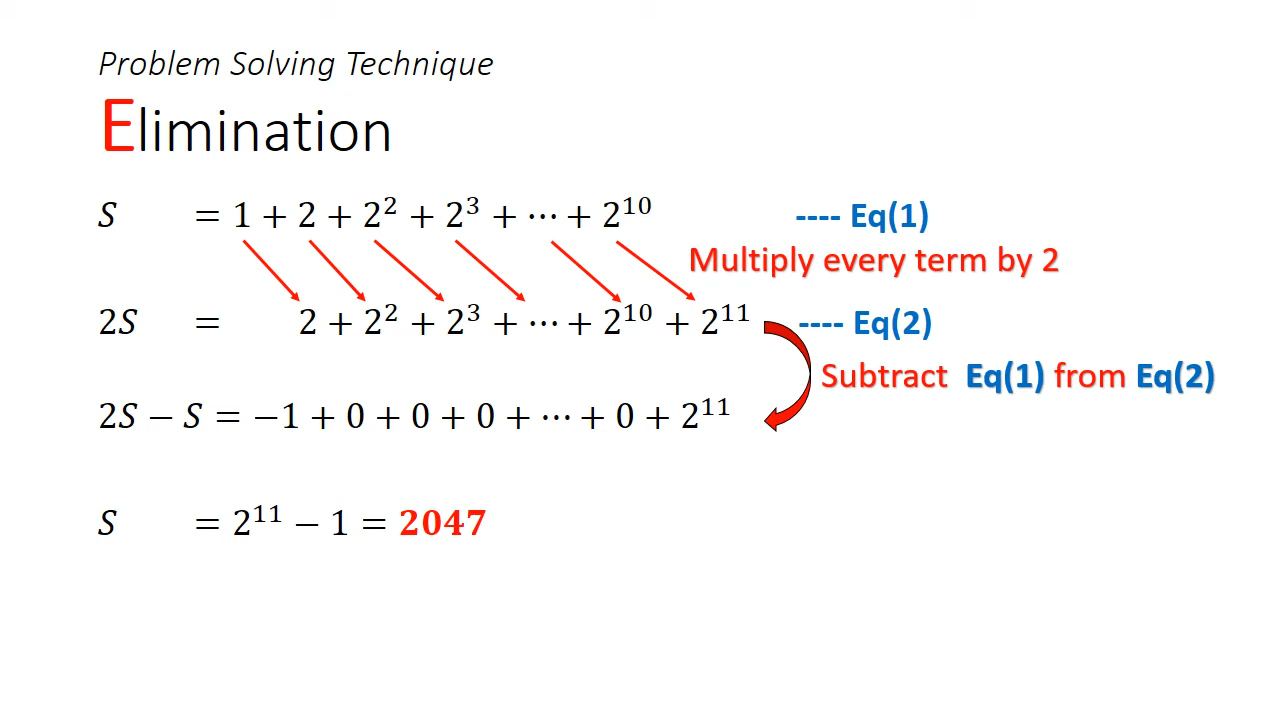 Problem Solving Technique
Elimination
S = 1 + 2 + 2² + 2³ + ⋯ + 2¹⁰ ---- Eq(1)
Multiply every term by 2
2S = 2 + 2² + 2³ + ⋯ + 2¹⁰ + 2¹¹ ---- Eq(2)
Subtract Eq(1) from Eq(2)
2S − S = −1 + 0 + 0 + 0 + ⋯ + 0 + 2¹¹
S = 2¹¹ − 1 = 2047